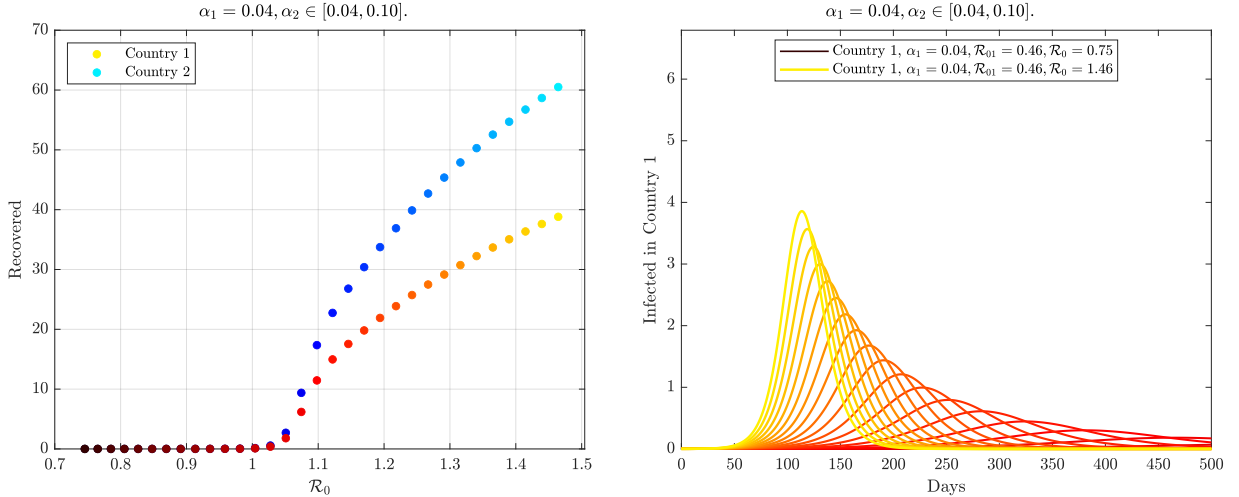 α₁ = 0.04, α₂ ∈ [0.04, 0.10].
70
60
50
40
30
20
10
0
Recovered
Country 1
Country 2
0.7 0.8 0.9 1 1.1 1.2 1.3 1.4 1.5
ℛ₀
α₁ = 0.04, α₂ ∈ [0.04, 0.10].
6
5
4
3
2
1
0
Infected in Country 1
Country 1, α₁ = 0.04, ℛ₀₁ = 0.46, ℛ₀ = 0.75
Country 1, α₁ = 0.04, ℛ₀₁ = 0.46, ℛ₀ = 1.46
0 50 100 150 200 250 300 350 400 450 500
Days